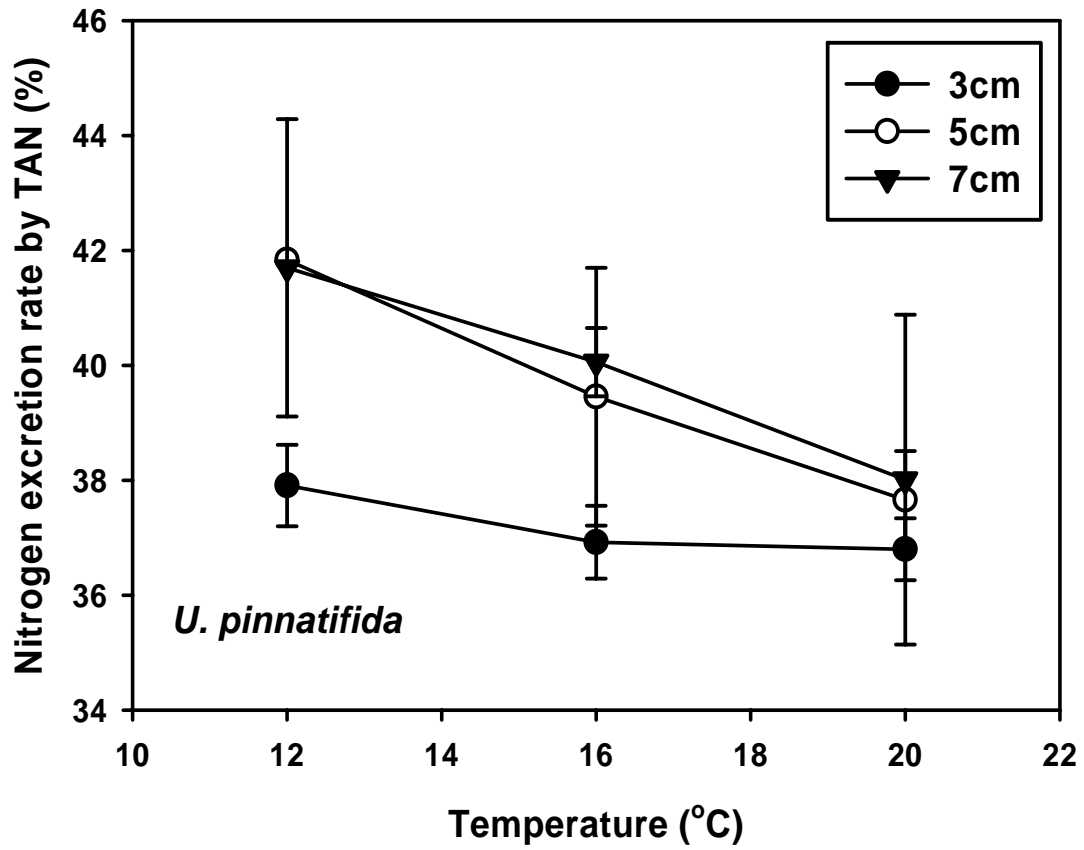 Nitrogen excretion rate by TAN (%)
46
44
42
40
38
36
34
3cm
5cm
7cm
U. pinnatifida
10
12
14
16
18
20
22
Temperature (°C)